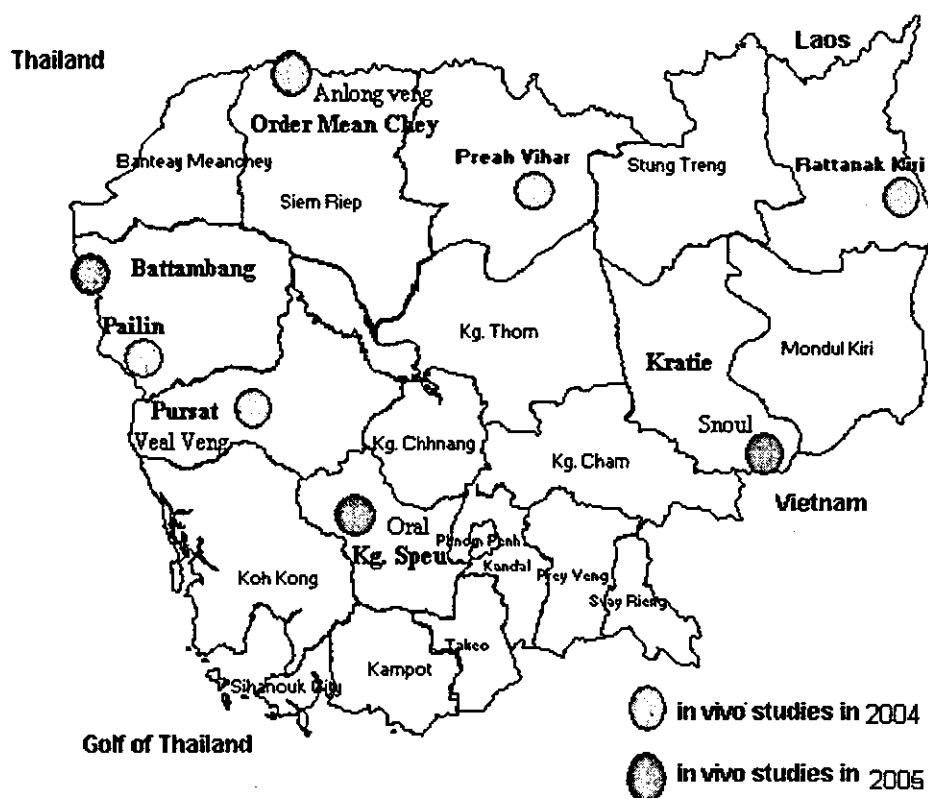 Laos
Thailand
Anlong veng
Order Mean Chey
Banteay Meanchey
Preah Vihar
Stung Treng
Rattanak Kiri
Siem Riep
Battambang
Pailin
Kg. Thom
Kratie
Mondul Kiri
Pursat
Veal Veng
Snoul
Kg. Chhnang
Kg. Cham
Vietnam
Oral
Kg. Speu
Phnom Penh
Kandal
Prey Veng
Svay Rieng
Koh Kong
Takeo
Kampot
Sihanouk City
Golf of Thailand
in vivo studies in 2004
in vivo studies in 2005